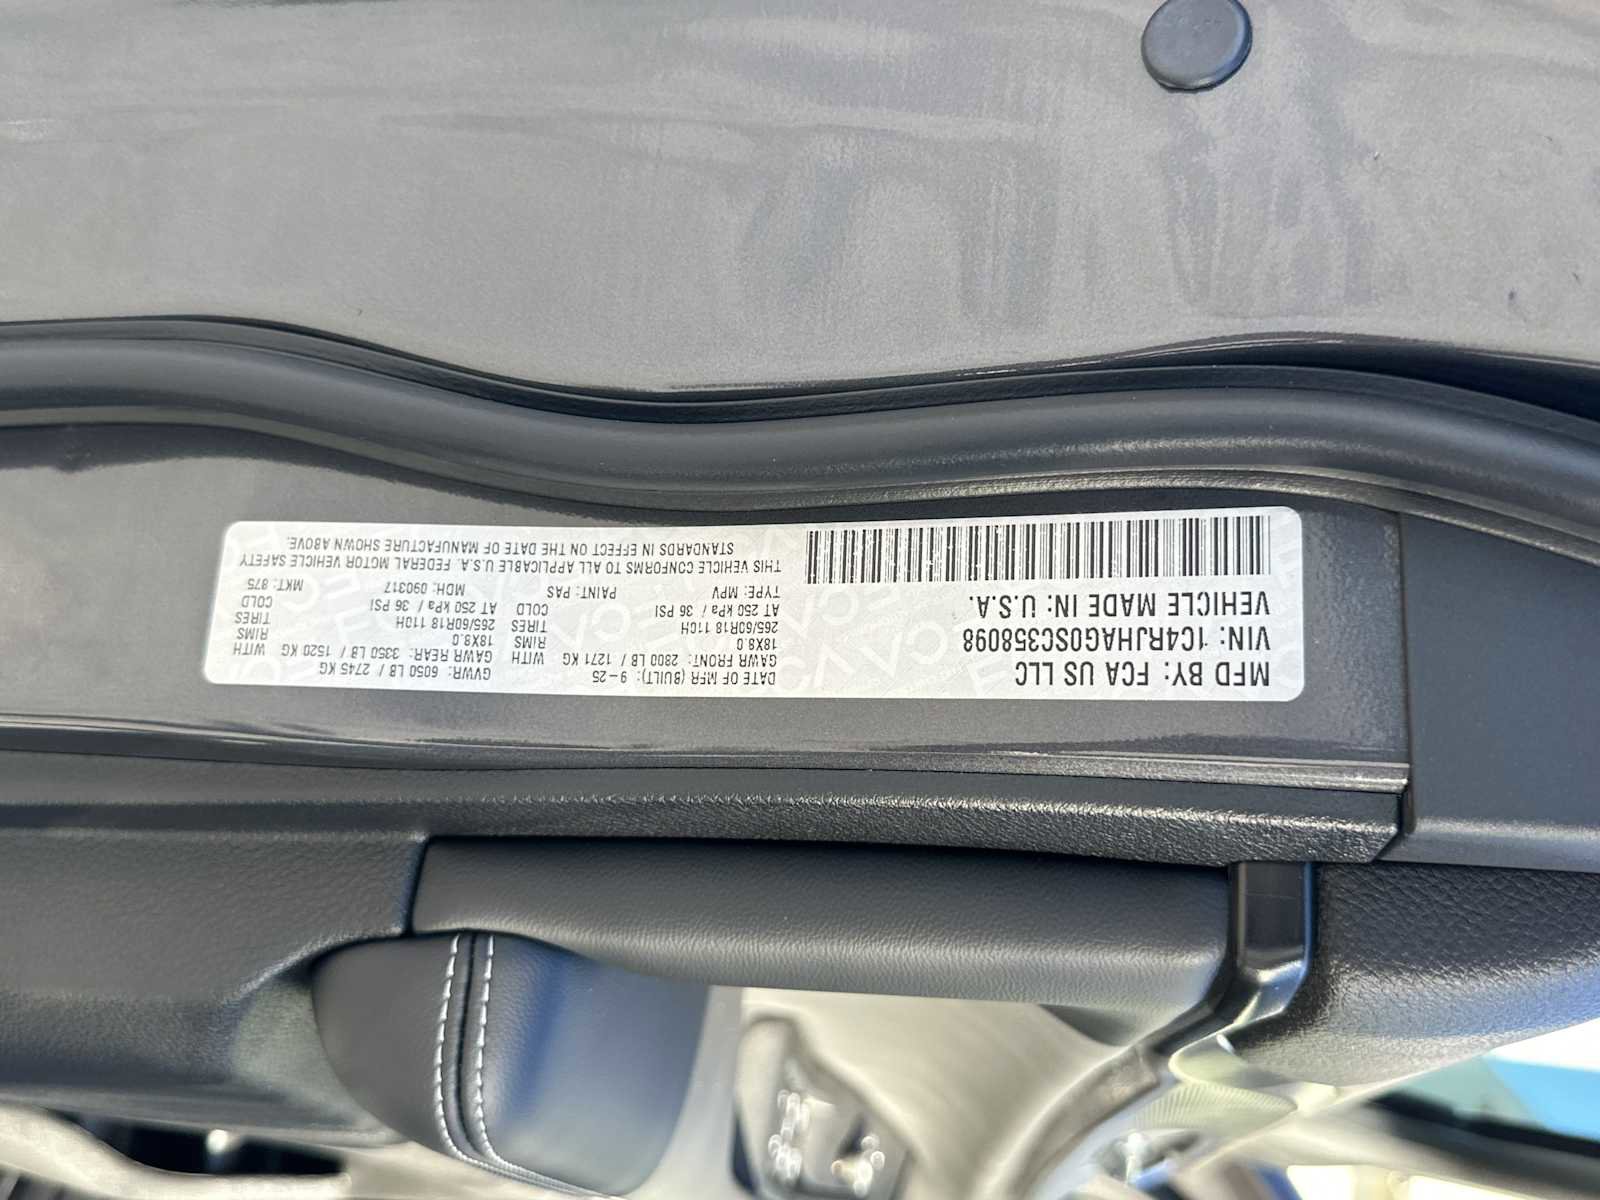 MFD BY: FCA US LLC
DATE OF MFR (BUILT): 9-25
GVWR: 6050 LB / 2745 KG
GAWR FRONT: 2800 LB / 1271 KG
WITH
GAWR REAR: 3350 LB / 1520 KG
WITH
18X8.0
RIMS
18X8.0
RIMS
265/60R18 110H
TIRES
265/60R18 110H
TIRES
AT 250 kPa / 36 PSI
COLD
AT 250 kPa / 36 PSI
COLD
VIN: 1C4RJHAG0SC358098
VEHICLE MADE IN: U.S.A.
TYPE: MPV
PAINT: PAS
MDH: 090317
MKT: 875
THIS VEHICLE CONFORMS TO ALL APPLICABLE U.S.A. FEDERAL MOTOR VEHICLE SAFETY
STANDARDS IN EFFECT ON THE DATE OF MANUFACTURE SHOWN ABOVE.